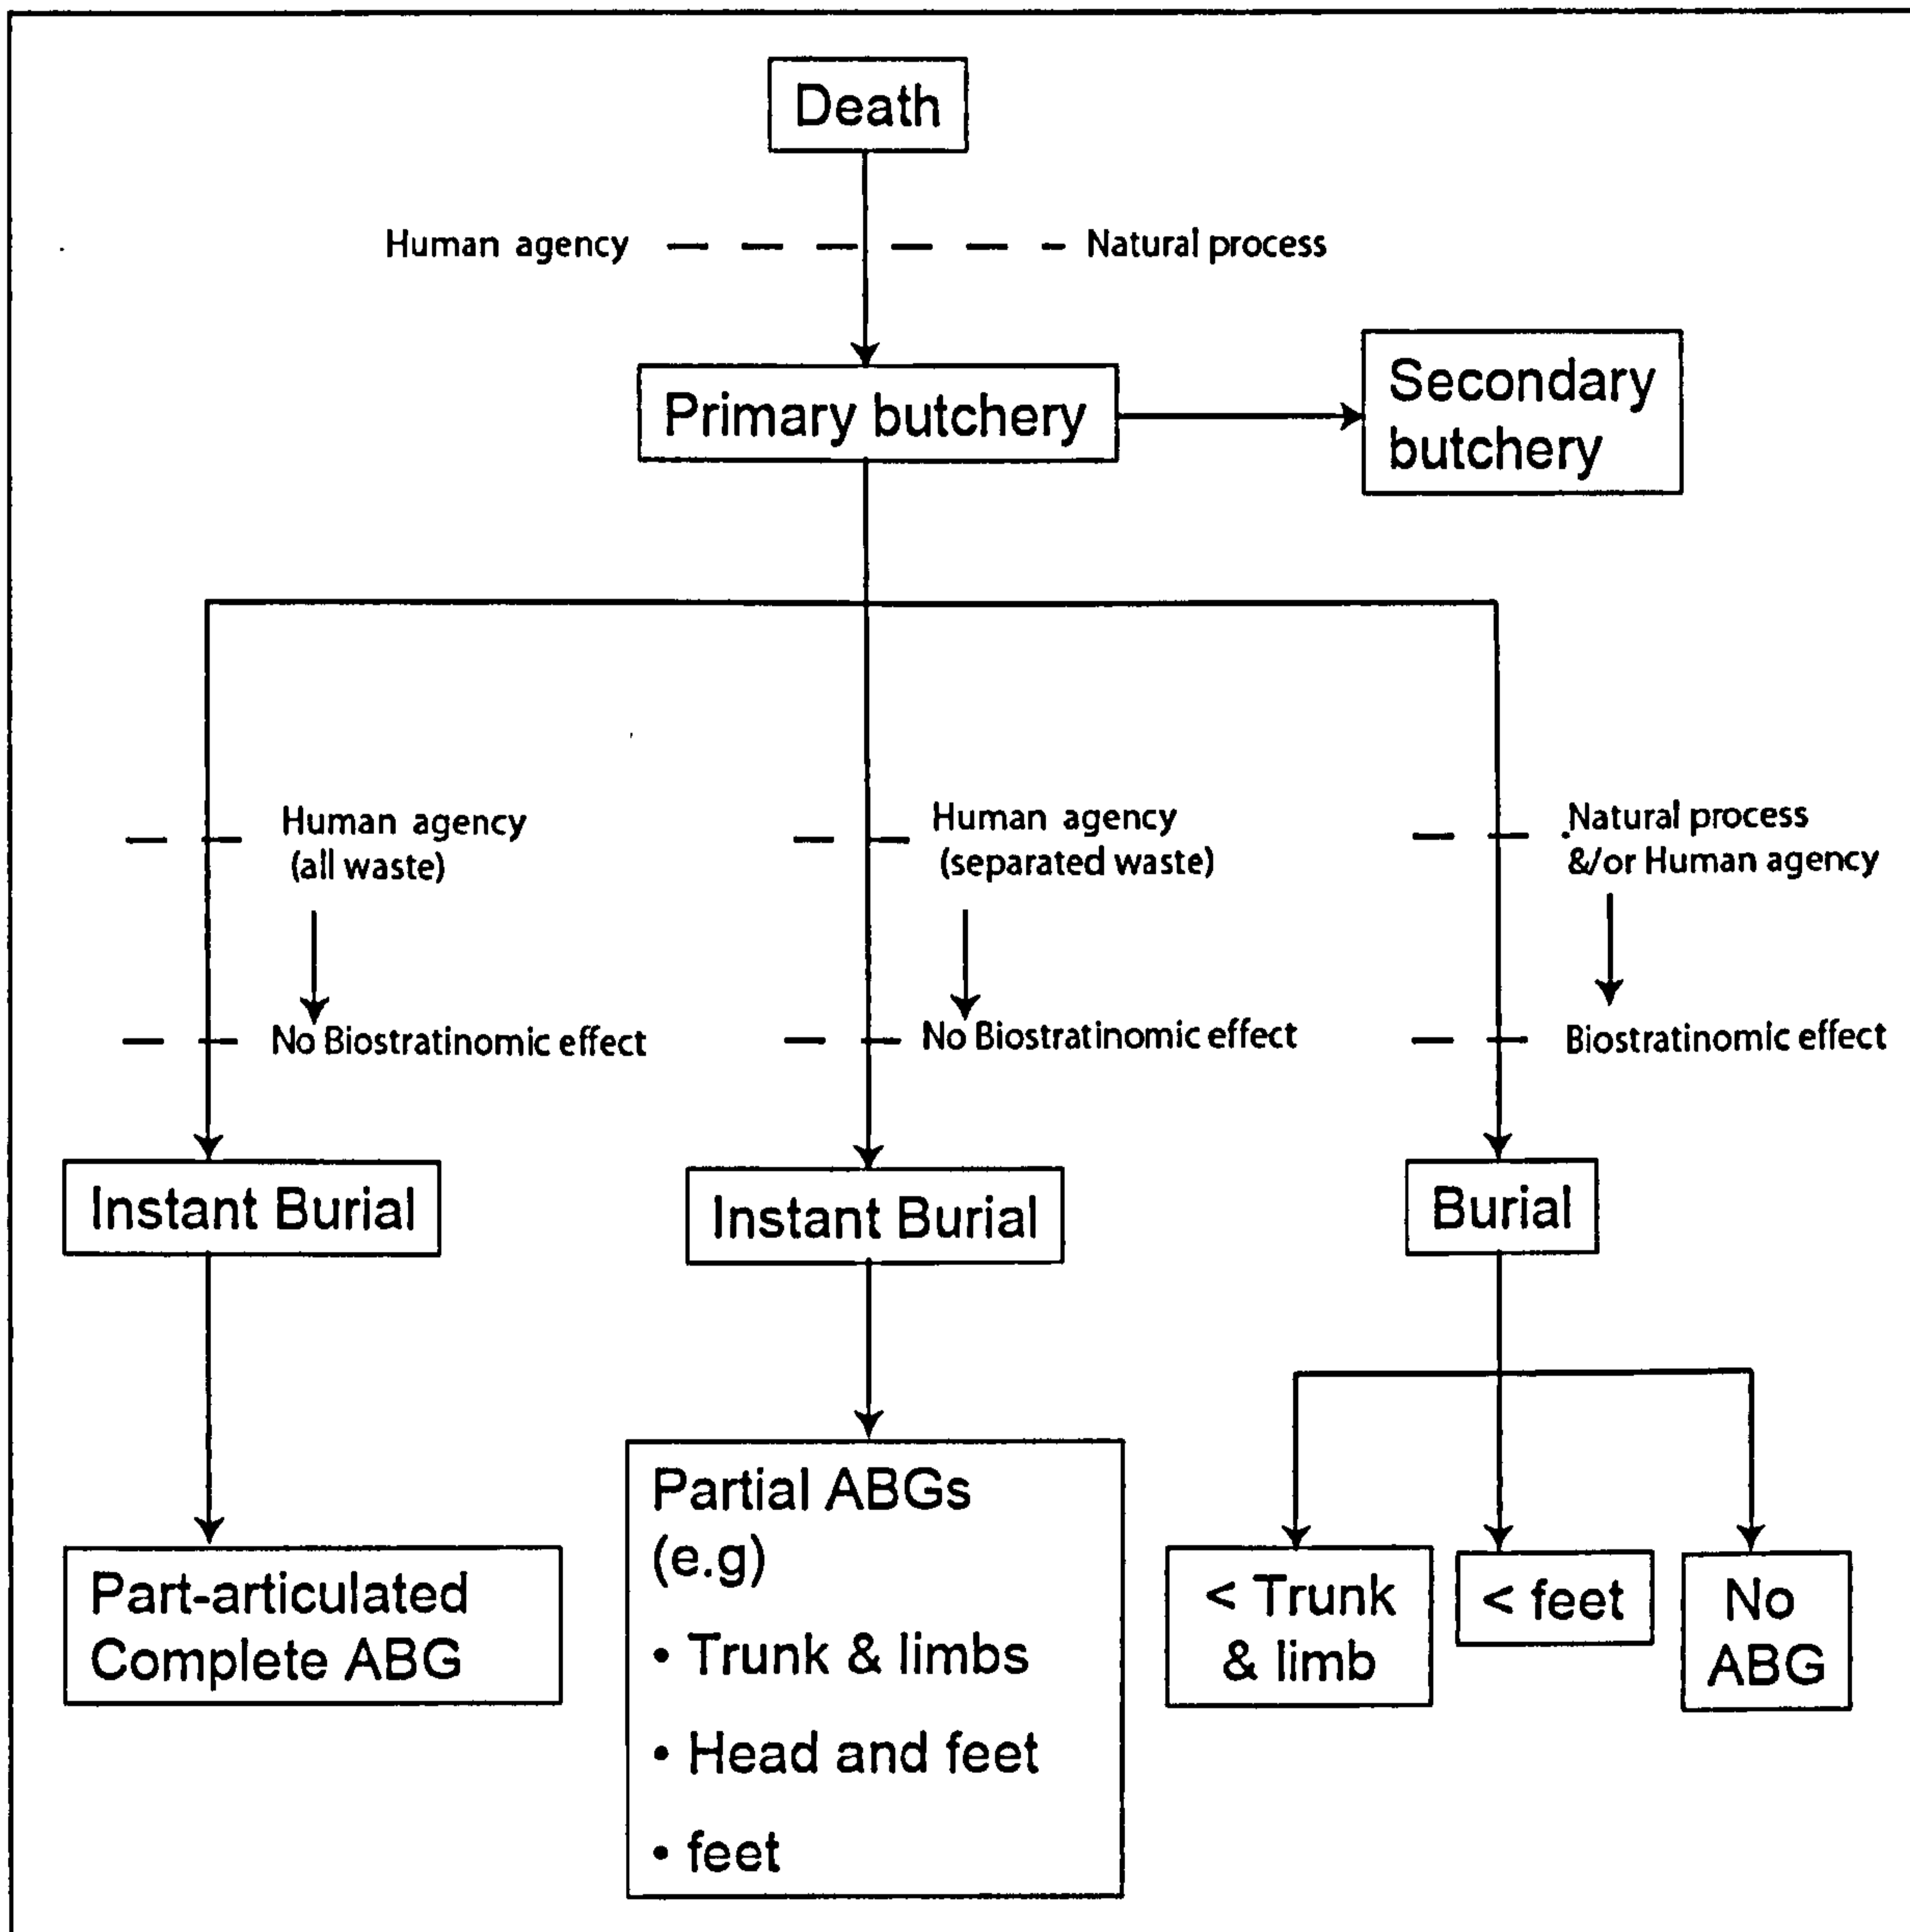 Death
Human agency
Natural process
Primary butchery
Secondary
butchery
Human agency
(all waste)
No Biostratinomic effect
Human agency
(separated waste)
No Biostratinomic effect
Natural process
&/or Human agency
Biostratinomic effect
Instant Burial
Instant Burial
Burial
Part-articulated
Complete ABG
Partial ABGs
(e.g)
• Trunk & limbs
• Head and feet
• feet
< Trunk
& limb
< feet
No
ABG